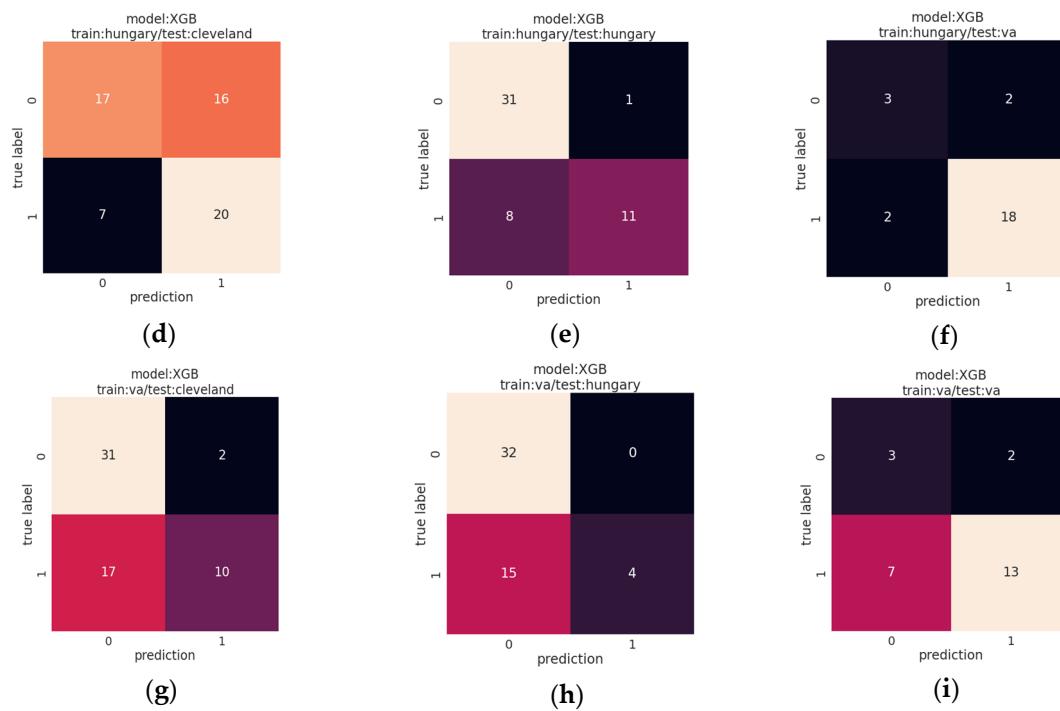 model:XGB
train:hungary/test:cleveland
0
17
16
true label
1
7
20
0
1
prediction
(d)
model:XGB
train:hungary/test:hungary
0
31
1
true label
1
8
11
0
1
prediction
(e)
model:XGB
train:hungary/test:va
0
3
2
true label
1
2
18
0
1
prediction
(f)
model:XGB
train:va/test:cleveland
0
31
2
true label
1
17
10
0
1
prediction
(g)
model:XGB
train:va/test:hungary
0
32
0
true label
1
15
4
0
1
prediction
(h)
model:XGB
train:va/test:va
0
3
2
true label
1
7
13
0
1
prediction
(i)